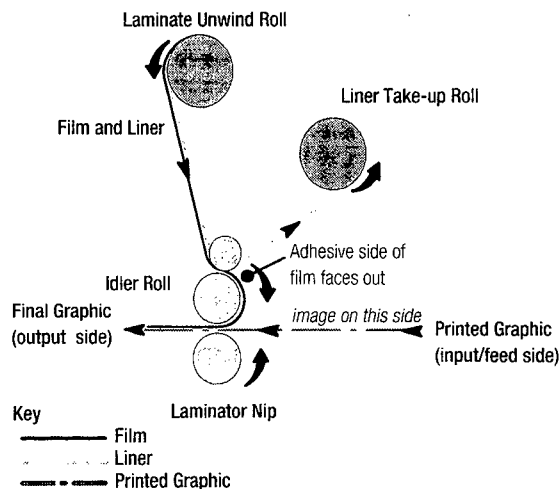 Laminate Unwind Roll
Liner Take-up Roll
Film and Liner
Adhesive side of
film faces out
Idler Roll
Final Graphic
(output side)
image on this side
Printed Graphic
(input/feed side)
Laminator Nip
Key
Film
Liner
Printed Graphic